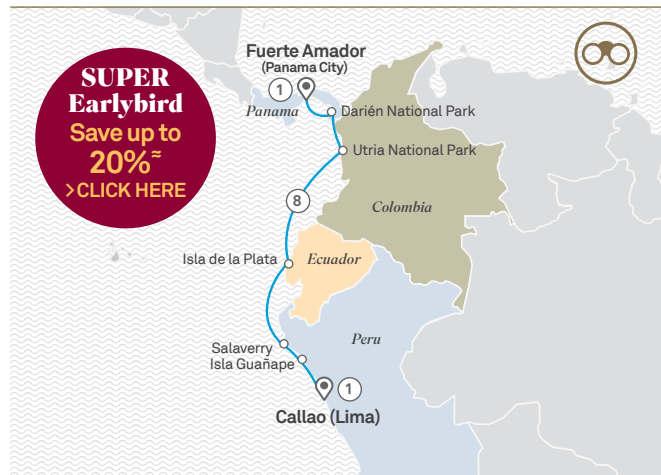 SUPER
Earlybird
Save up to
20%≈
>CLICK HERE
Fuerte Amador
(Panama City)
1
Panama
Darién National Park
Utria National Park
8
Colombia
Isla de la Plata
Ecuador
Peru
Salaverry
Isla Guañape
1
Callao (Lima)